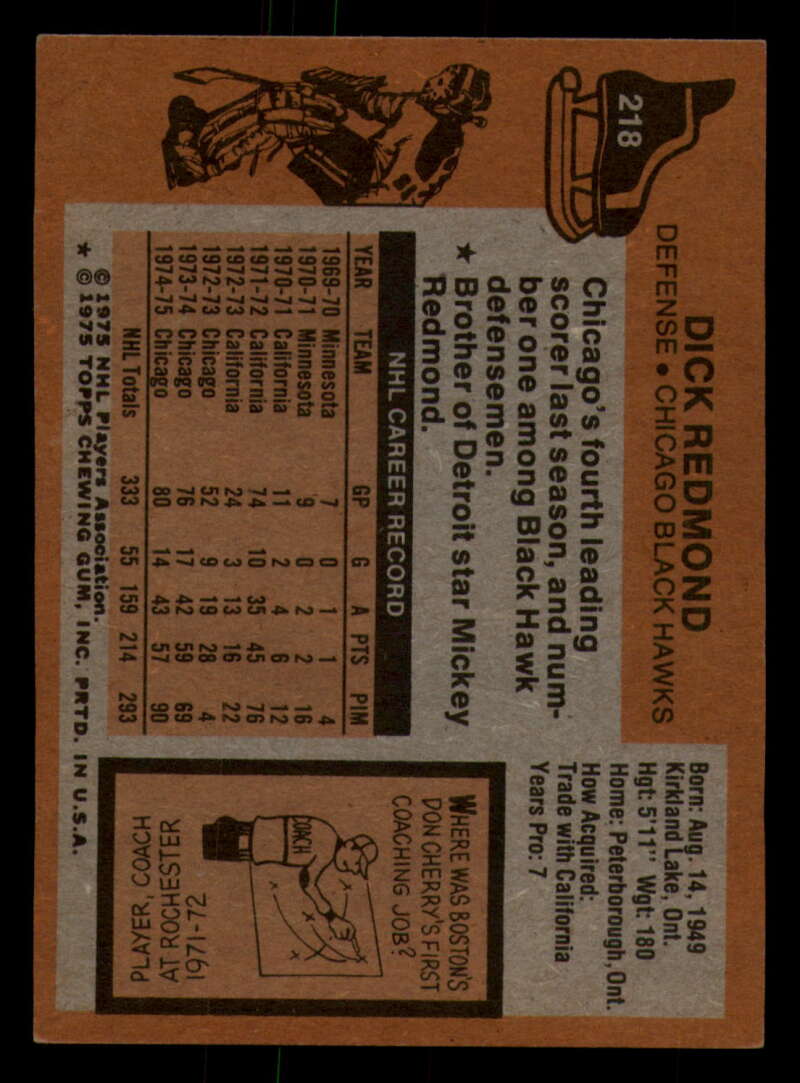 218
DICK REDMOND
DEFENSE • CHICAGO BLACK HAWKS
Chicago's fourth leading
scorer last season, and num-
ber one among Black Hawk
defensemen.
★ Brother of Detroit star Mickey
Redmond.
Born: Aug. 14, 1949
Kirkland Lake, Ont.
Hgt: 5'11" Wgt: 180
Home: Peterborough, Ont.
How Acquired:
Trade with California
Years Pro: 7
NHL CAREER RECORD
YEAR TEAM GP G A PTS PIM
1969-70 Minnesota 7 0 1 1 4
1970-71 Minnesota 9 0 2 2 16
1970-71 California 11 2 4 6 12
1971-72 California 74 10 35 45 76
1972-73 California 24 3 13 16 22
1972-73 Chicago 52 9 19 28 4
1973-74 Chicago 76 17 42 59 69
1974-75 Chicago 80 14 43 57 90
NHL Totals 333 55 159 214 293
WHERE WAS BOSTON'S
DON CHERRY'S FIRST
COACHING JOB?
COACH
PLAYER, COACH
AT ROCHESTER
1971-72
© 1975 NHL Players Association.
★ © 1975 TOPPS CHEWING GUM, INC. PRTD. IN U.S.A.